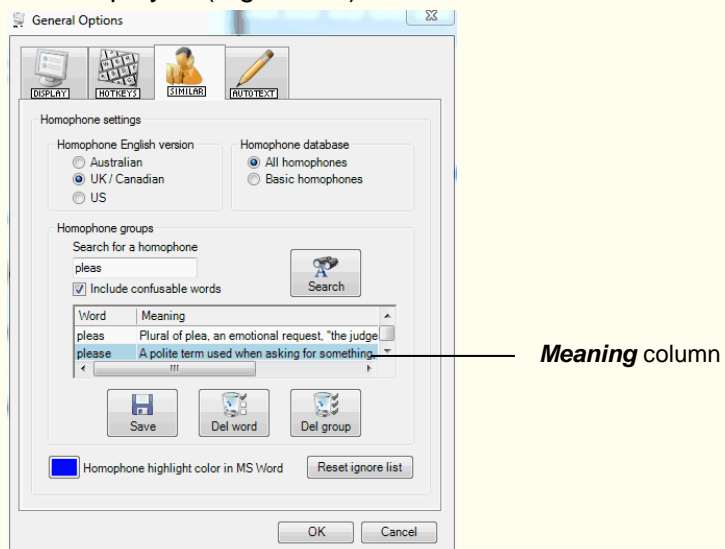 General Options
DISPLAY
HOTKEYS
SIMILAR
AUTOTEXT
Homophone settings
Homophone English version
Homophone database
Australian
All homophones
UK / Canadian
Basic homophones
US
Homophone groups
Search for a homophone
pleas
Include confusable words
Search
Word Meaning
pleas Plural of plea, an emotional request, "the judge
please A polite term used when asking for something,
Meaning column
Save
Del word
Del group
Homophone highlight color in MS Word
Reset ignore list
OK
Cancel